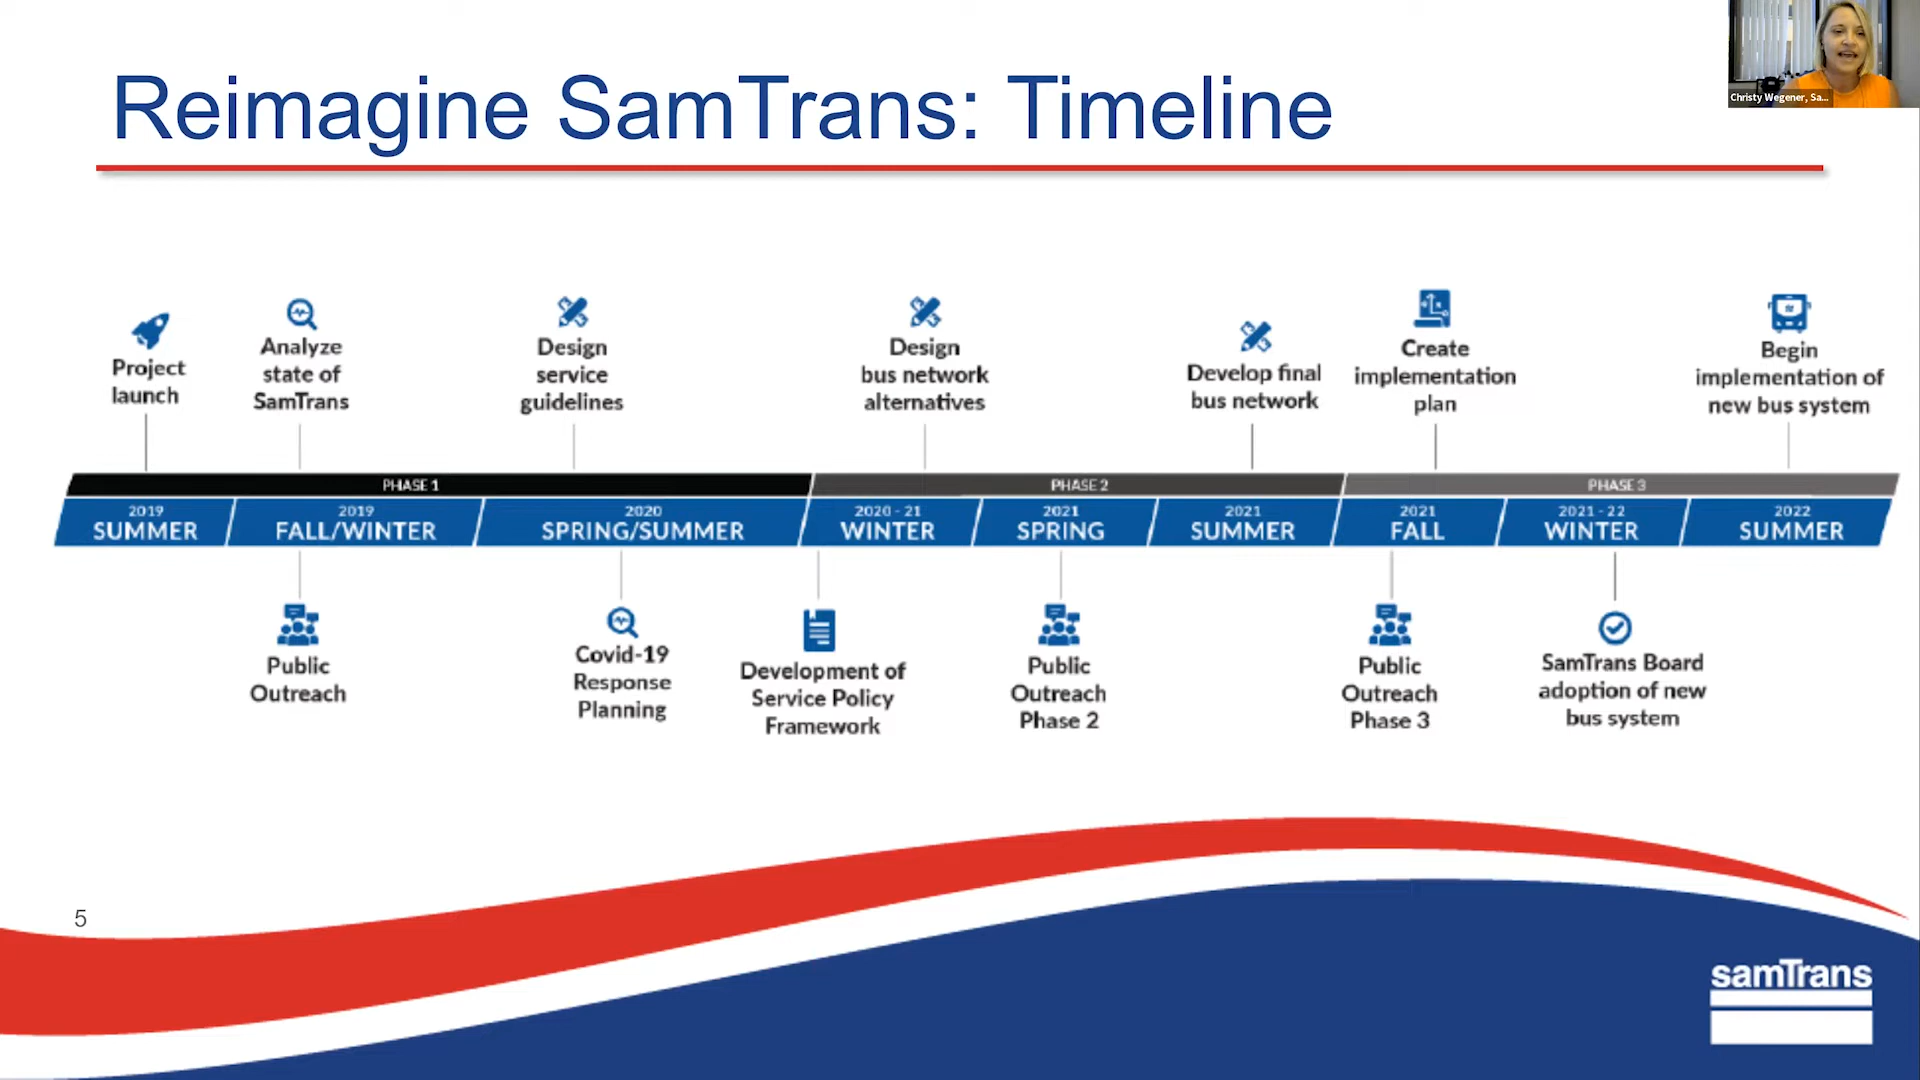 Reimagine SamTrans: Timeline
Christy Wegener, Sa...
Project
launch
Analyze
state of
SamTrans
Design
service
guidelines
Design
bus network
alternatives
Develop final
bus network
Create
implementation
plan
Begin
implementation of
new bus system
PHASE 1
PHASE 2
PHASE 3
2019
SUMMER
2019
FALL/WINTER
2020
SPRING/SUMMER
2020 - 21
WINTER
2021
SPRING
2021
SUMMER
2021
FALL
2021 - 22
WINTER
2022
SUMMER
Public
Outreach
Covid-19
Response
Planning
Development of
Service Policy
Framework
Public
Outreach
Phase 2
Public
Outreach
Phase 3
SamTrans Board
adoption of new
bus system
5
samTrans